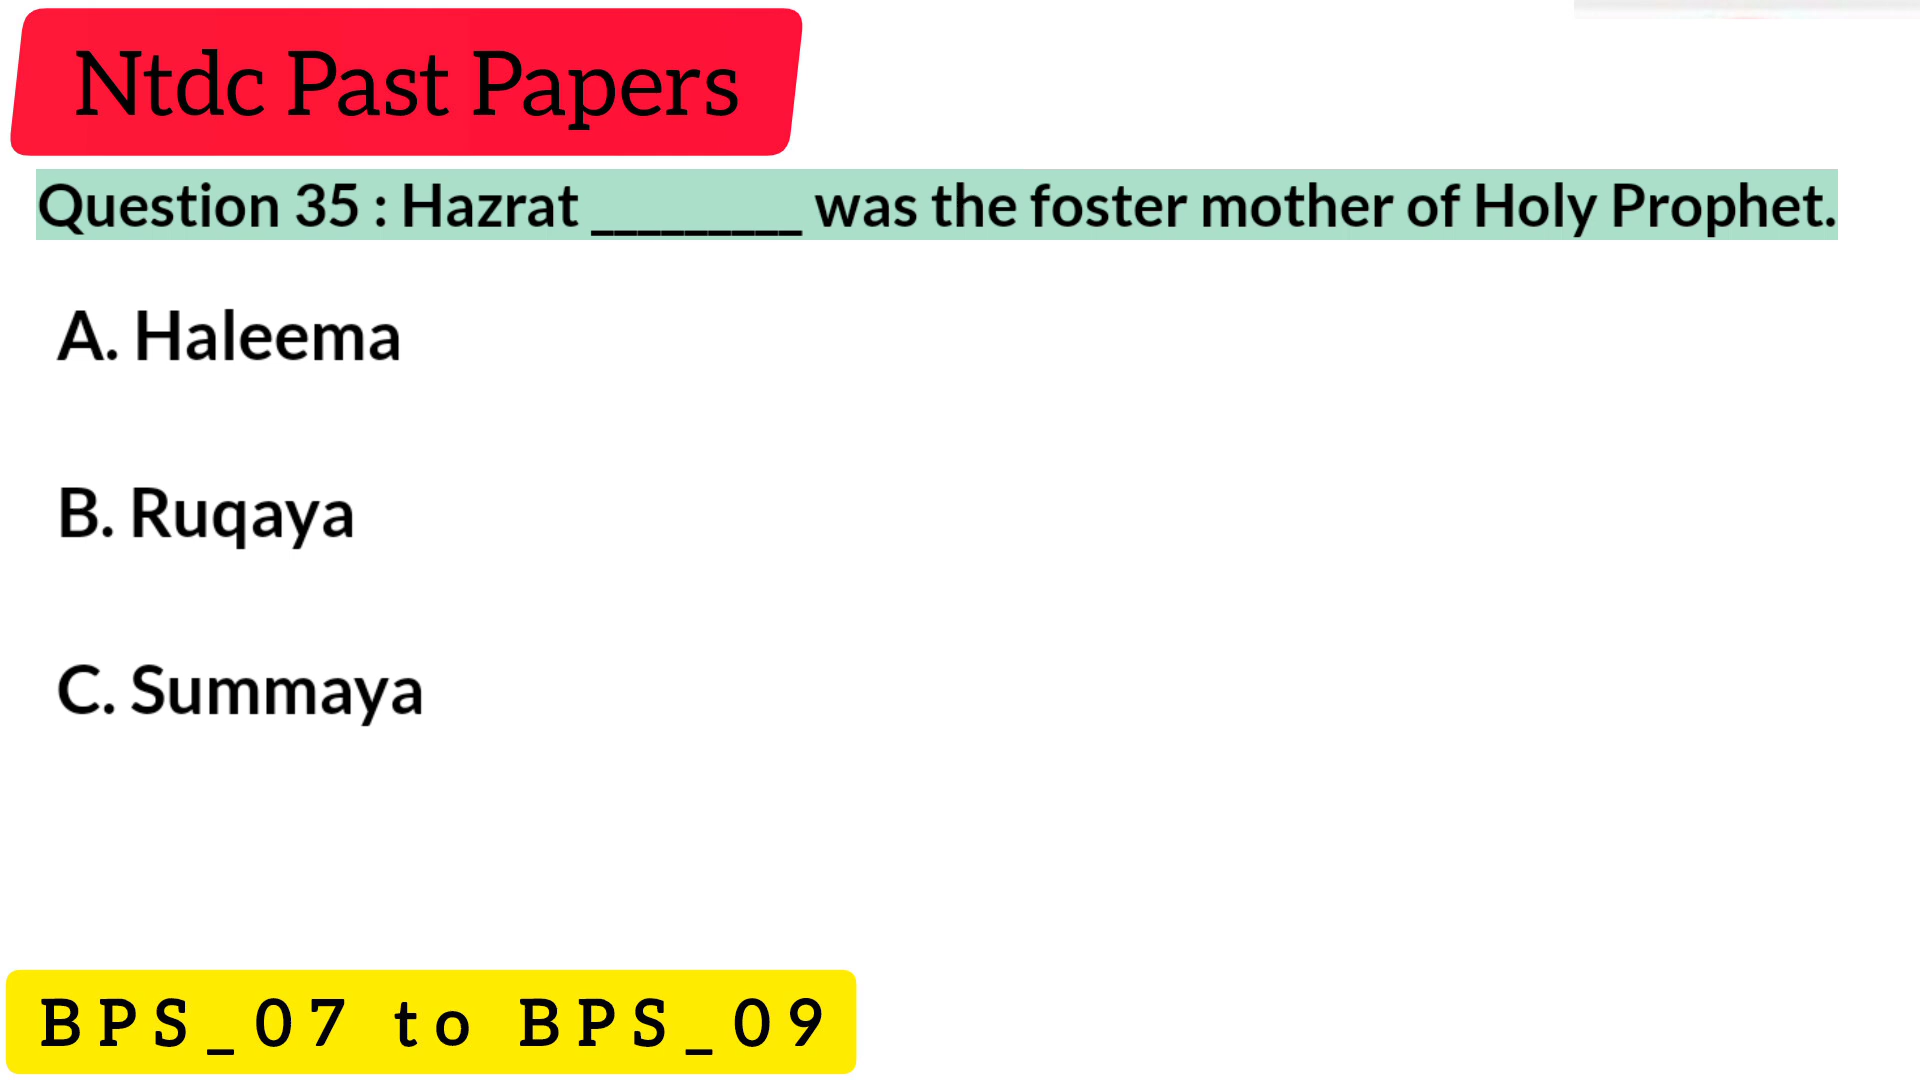 Ntdc Past Papers
Question 35 : Hazrat _________ was the foster mother of Holy Prophet.
A. Haleema
B. Ruqaya
C. Summaya
BPS_07 to BPS_09